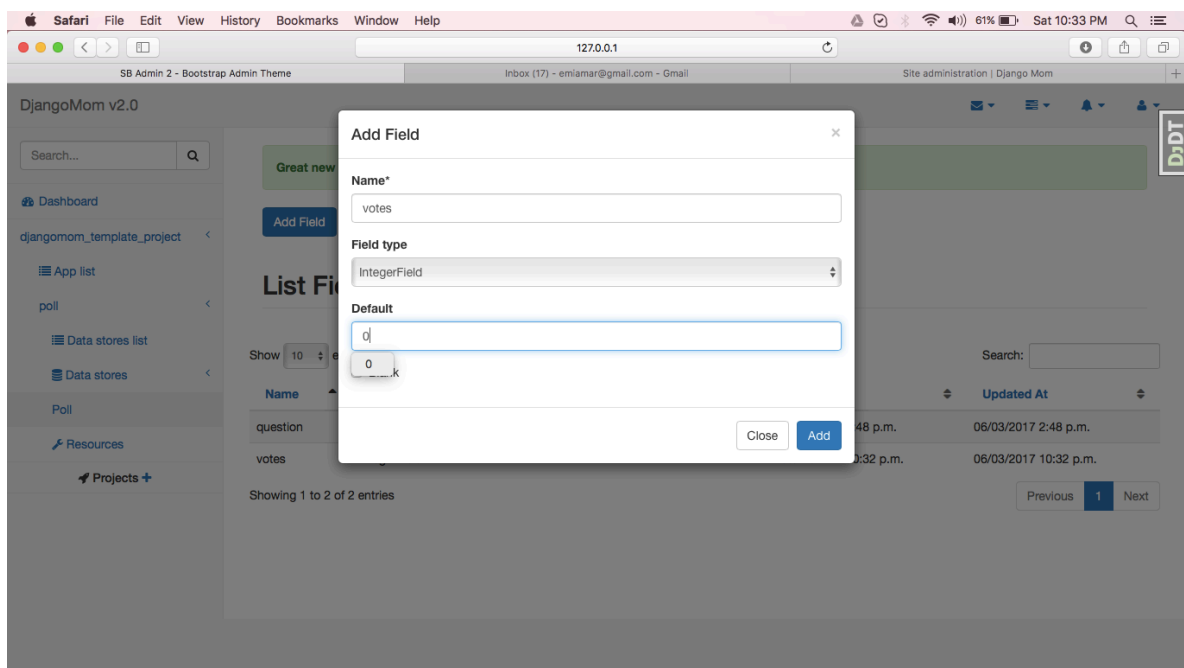 Safari File Edit View History Bookmarks Window Help 61% Sat 10:33 PM
127.0.0.1
SB Admin 2 - Bootstrap Admin Theme Inbox (17) - emiamar@gmail.com - Gmail Site administration | Django Mom
DjangoMom v2.0
DjDT
Search...
Dashboard
djangomom_template_project
App list
poll
Data stores list
Data stores
Poll
Resources
Projects
Great new
Add Field
List
Show 10
Search:
Name Updated At
question 06/03/2017 2:48 p.m.
votes 06/03/2017 10:32 p.m.
Showing 1 to 2 of 2 entries
Previous 1 Next
Add Field
Name*
votes
Field type
IntegerField
Default
0
0
Close Add